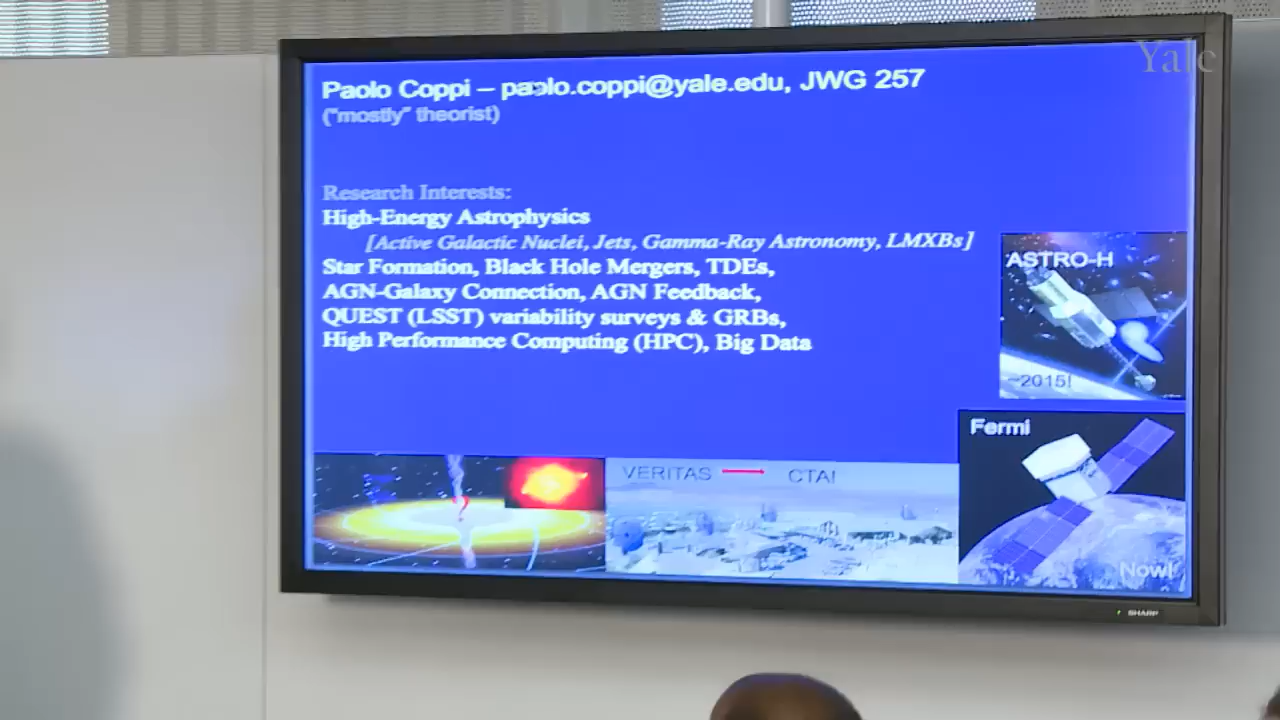 Yale
Paolo Coppi – paolo.coppi@yale.edu, JWG 257
("mostly" theorist)
Research Interests:
High-Energy Astrophysics
[Active Galactic Nuclei, Jets, Gamma-Ray Astronomy, LMXBs]
Star Formation, Black Hole Mergers, TDEs,
AGN-Galaxy Connection, AGN Feedback,
QUEST (LSST) variability surveys & GRBs,
High Performance Computing (HPC), Big Data
ASTRO-H
~2015!
Fermi
Now!
VERITAS CTA!
SHARP